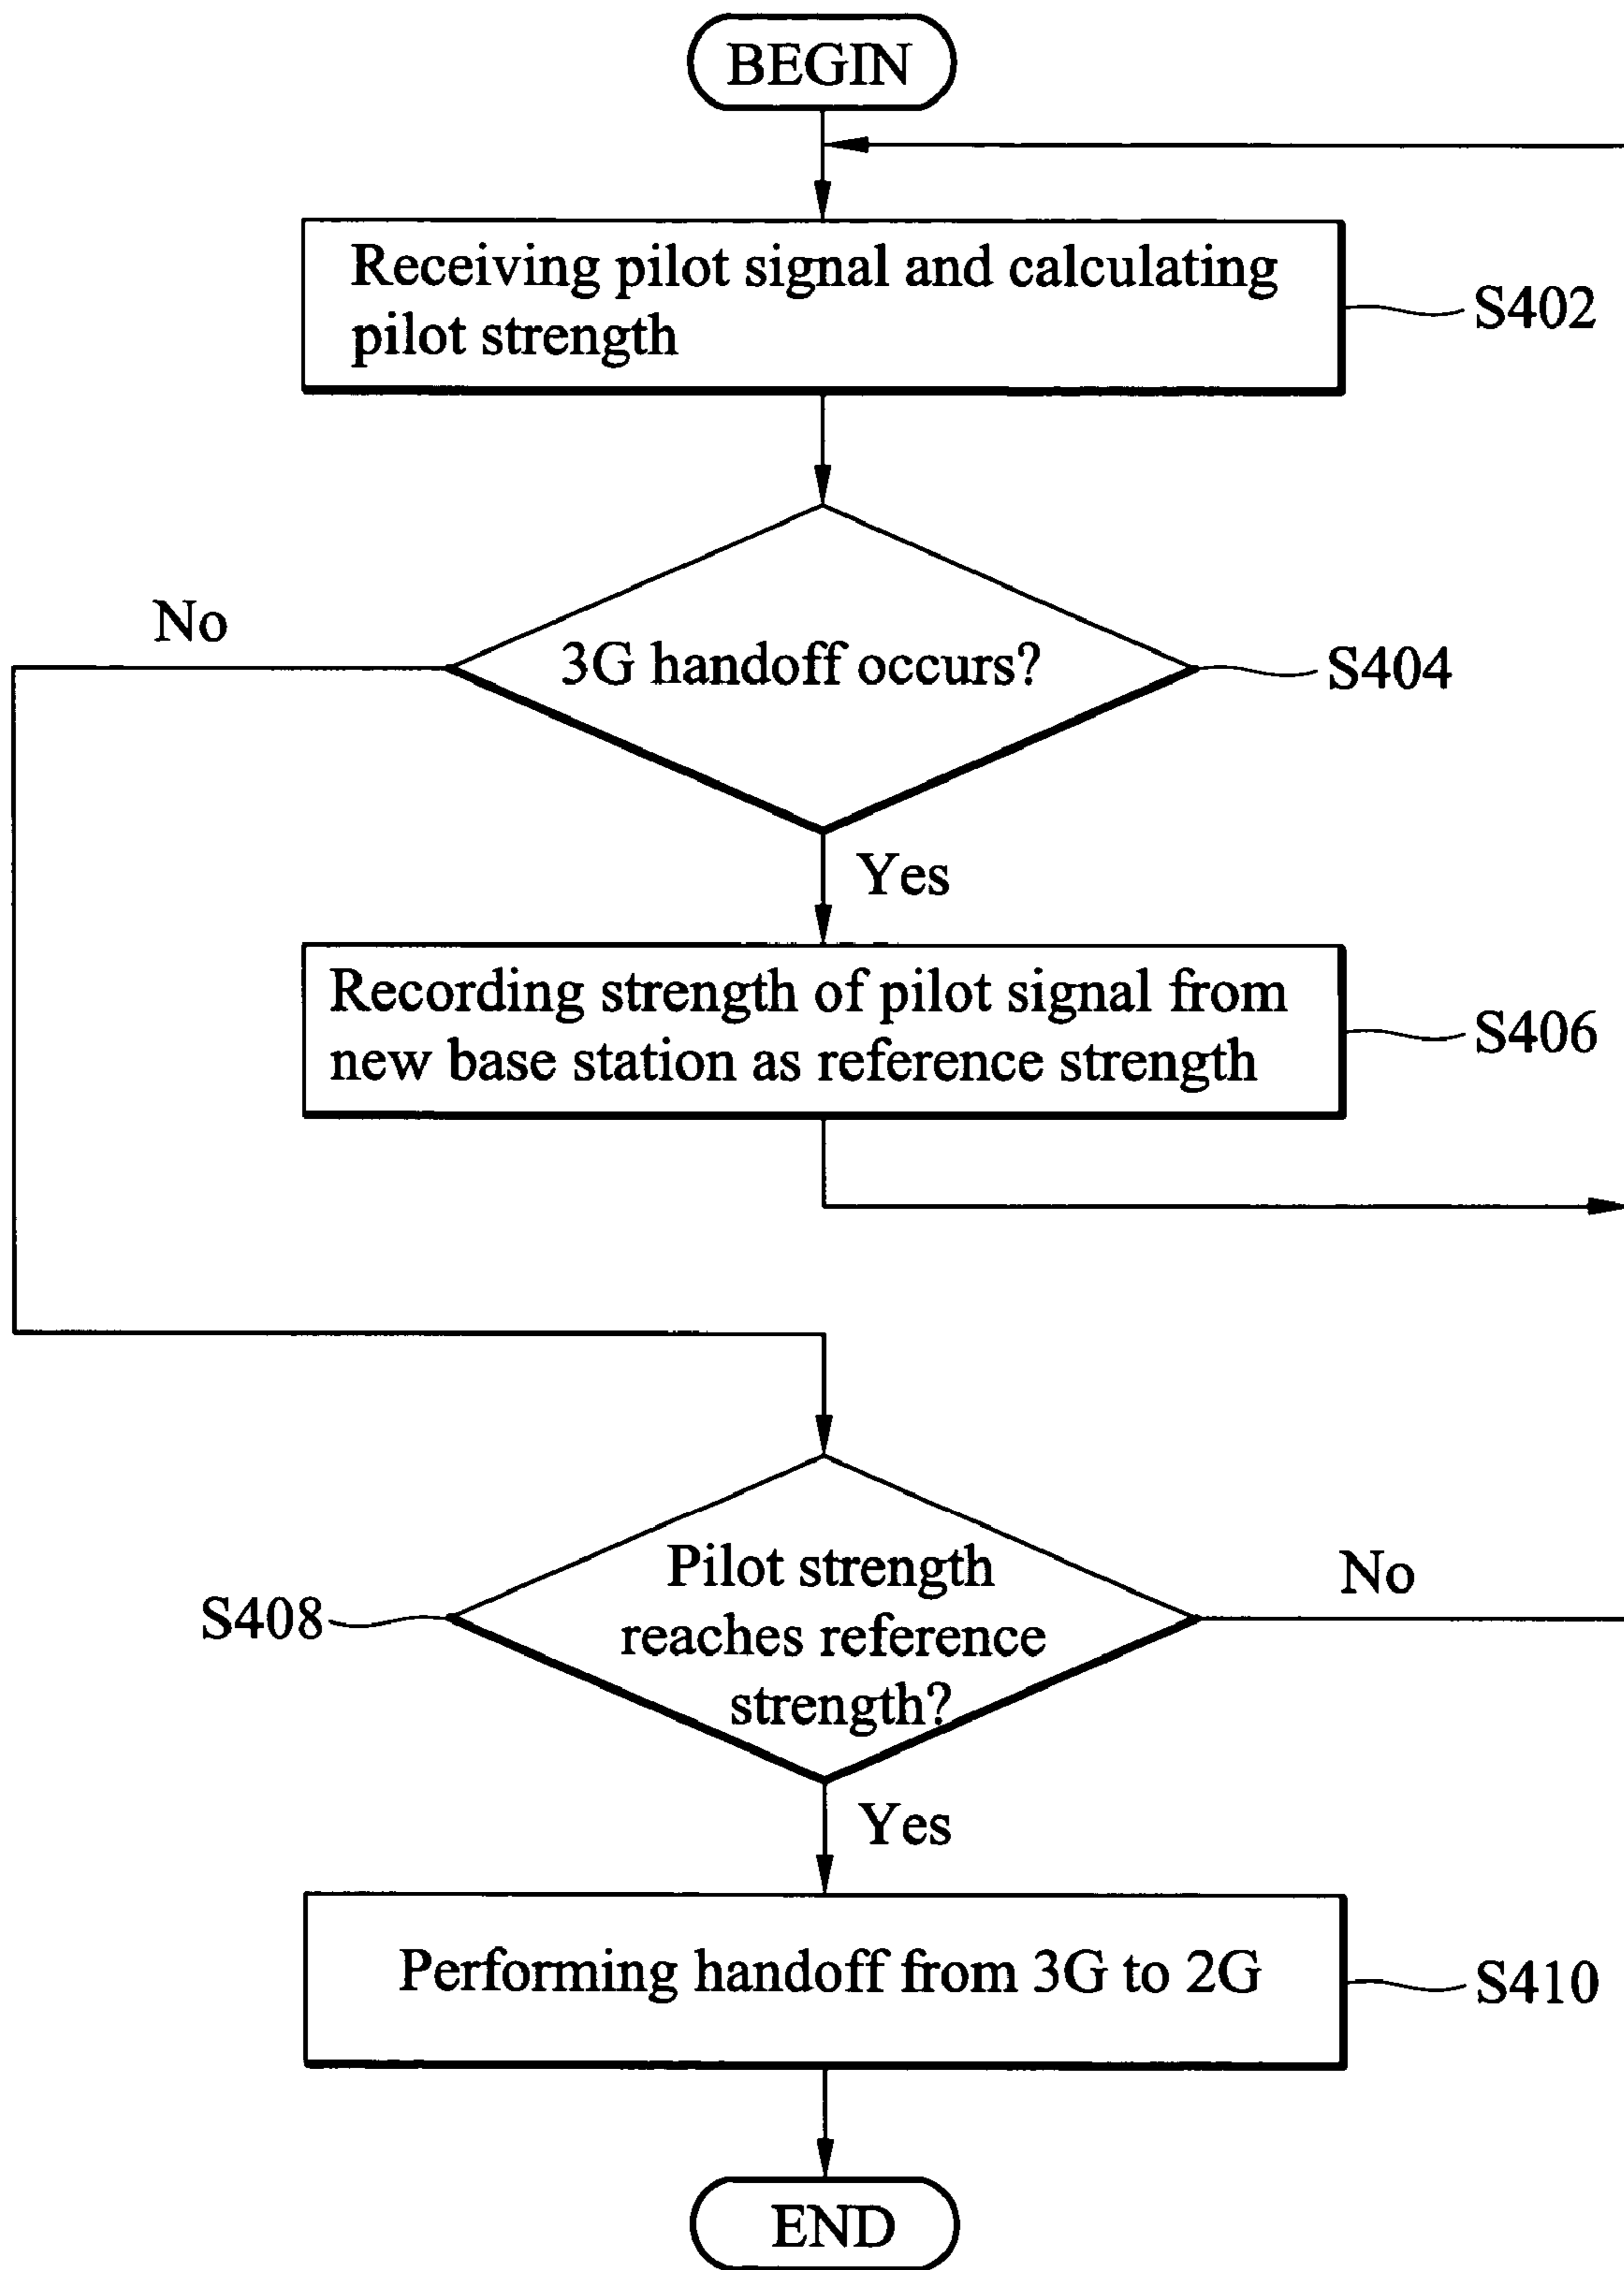 BEGIN
Receiving pilot signal and calculating
pilot strength
S402
No
3G handoff occurs?
S404
Yes
Recording strength of pilot signal from
new base station as reference strength
S406
Pilot strength
reaches reference
strength?
S408
No
Yes
Performing handoff from 3G to 2G
S410
END